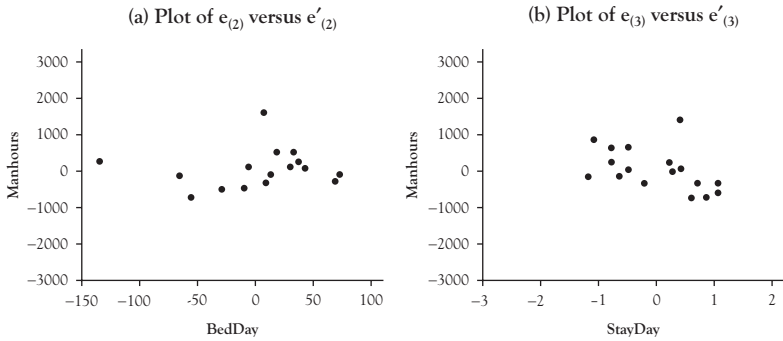 (a) Plot of e(2) versus e′(2)
3000
2000
1000
0
−1000
−2000
−3000
Manhours
−150 −100 −50 0 50 100
BedDay
(b) Plot of e(3) versus e′(3)
3000
2000
1000
0
−1000
−2000
−3000
Manhours
−3 −2 −1 0 1 2
StayDay